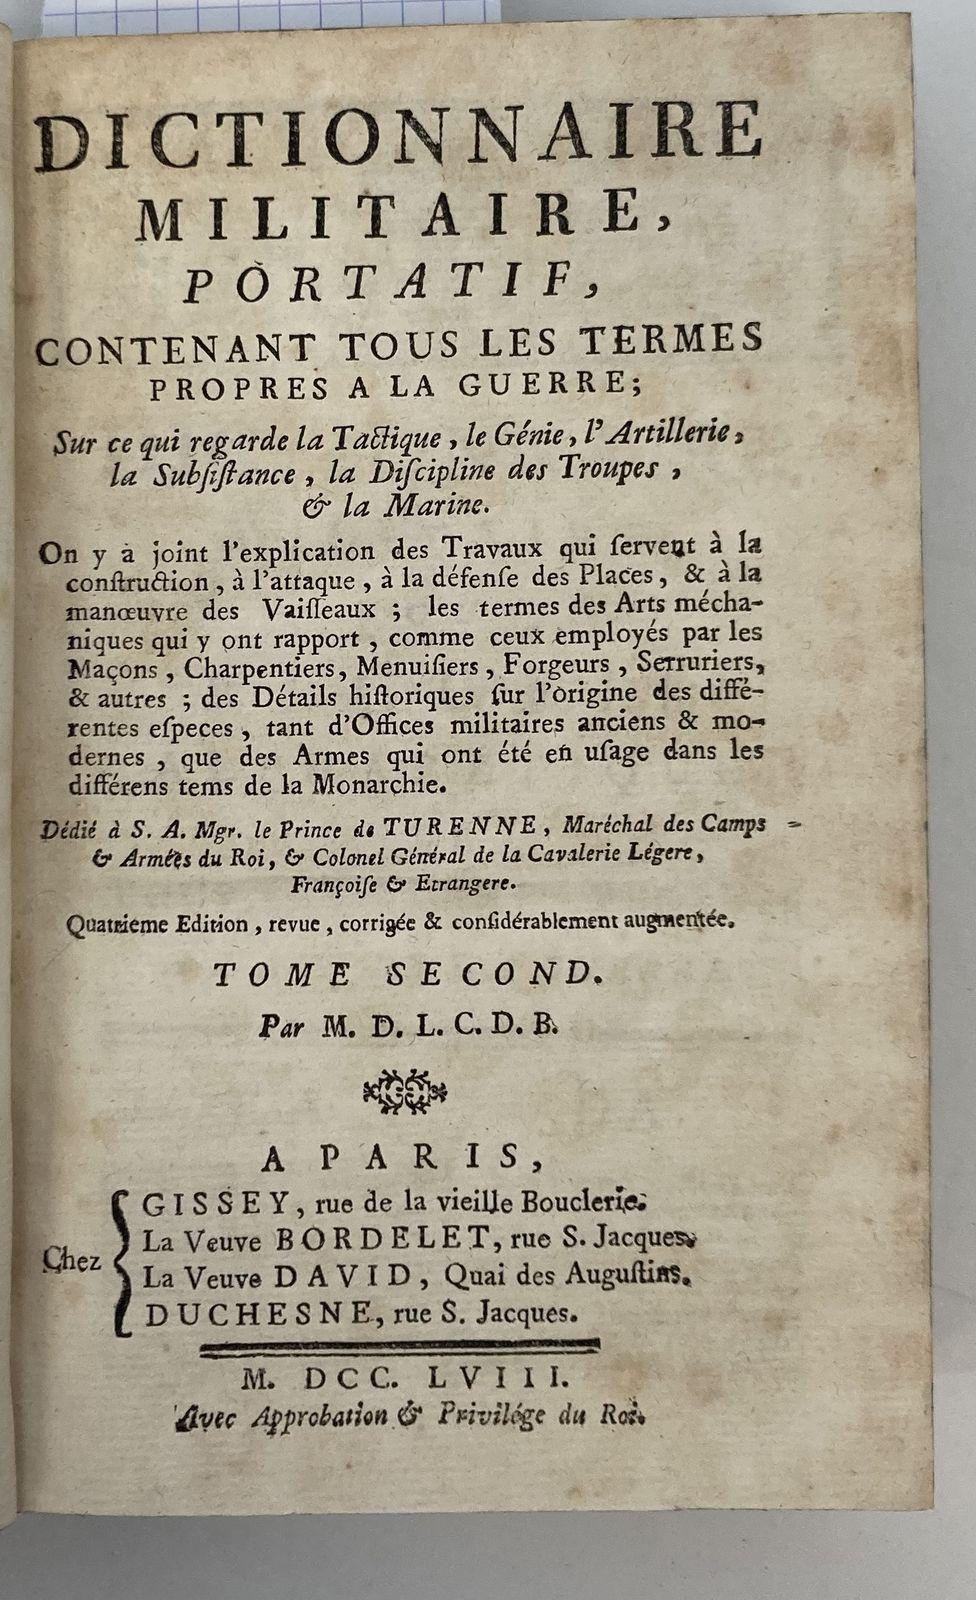 DICTIONNAIRE
MILITAIRE,
PORTATIF,
CONTENANT TOUS LES TERMES
PROPRES A LA GUERRE;
Sur ce qui regarde la Tactique, le Génie, l'Artillerie,
la Subſiſtance, la Diſcipline des Troupes,
& la Marine.
On y a joint l'explication des Travaux qui ſervent à la
conſtruction, à l'attaque, à la défenſe des Places, & à la
manœuvre des Vaiſſeaux; les termes des Arts mécha-
niques qui y ont rapport, comme ceux employés par les
Maçons, Charpentiers, Menuiſiers, Forgeurs, Serruriers,
& autres; des Détails hiſtoriques ſur l'origine des diffé-
rentes eſpeces, tant d'Offices militaires anciens & mo-
dernes, que des Armes qui ont été en uſage dans les
différens tems de la Monarchie.
Dédié à S. A. Mgr. le Prince de TURENNE, Maréchal des Camps
& Armées du Roi, & Colonel Général de la Cavalerie Légere,
Françoiſe & Etrangere.
Quatrieme Edition, revue, corrigée & conſidérablement augmentée.
TOME SECOND.
Par M. D. L. C. D. B.
A PARIS,
Chez
GISSEY, rue de la vieille Bouclerie.
La Veuve BORDELET, rue S. Jacques.
La Veuve DAVID, Quai des Auguſtins.
DUCHESNE, rue S. Jacques.
M. DCC. LVIII.
Avec Approbation & Privilége du Roi.